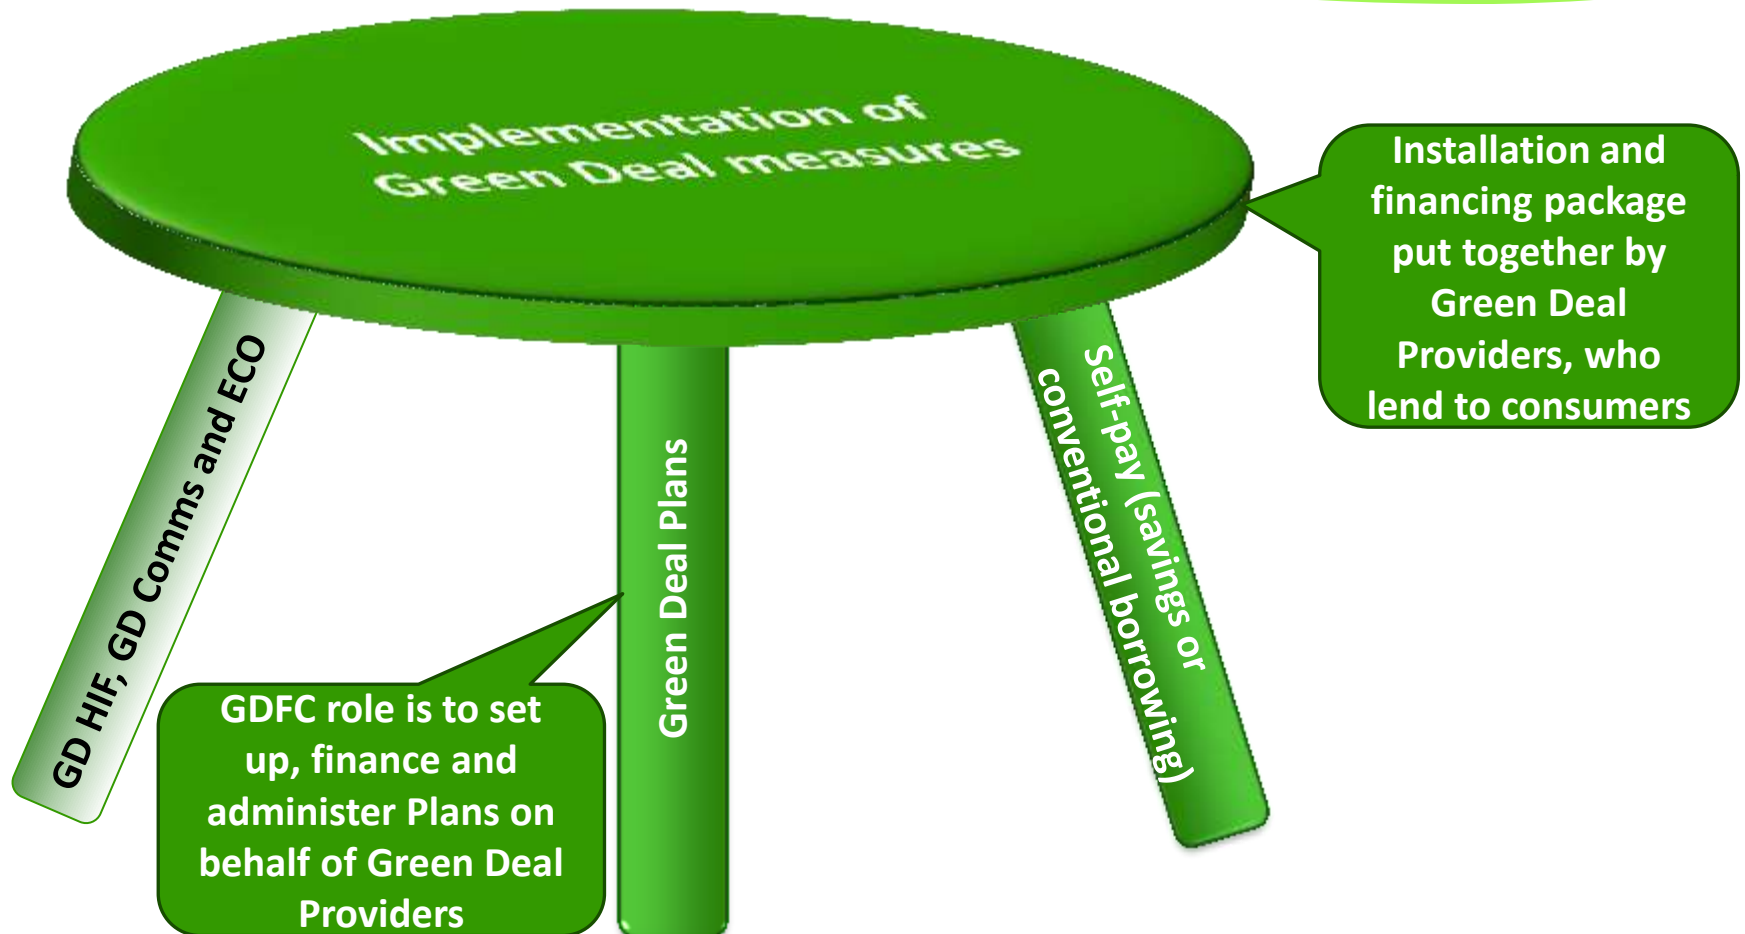 Implementation of
Green Deal measures
Installation and
financing package
put together by
Green Deal
Providers, who
lend to consumers
GD HIF, GD Comms and ECO
Green Deal Plans
Self-pay (savings or
conventional borrowing)
GDFC role is to set
up, finance and
administer Plans on
behalf of Green Deal
Providers